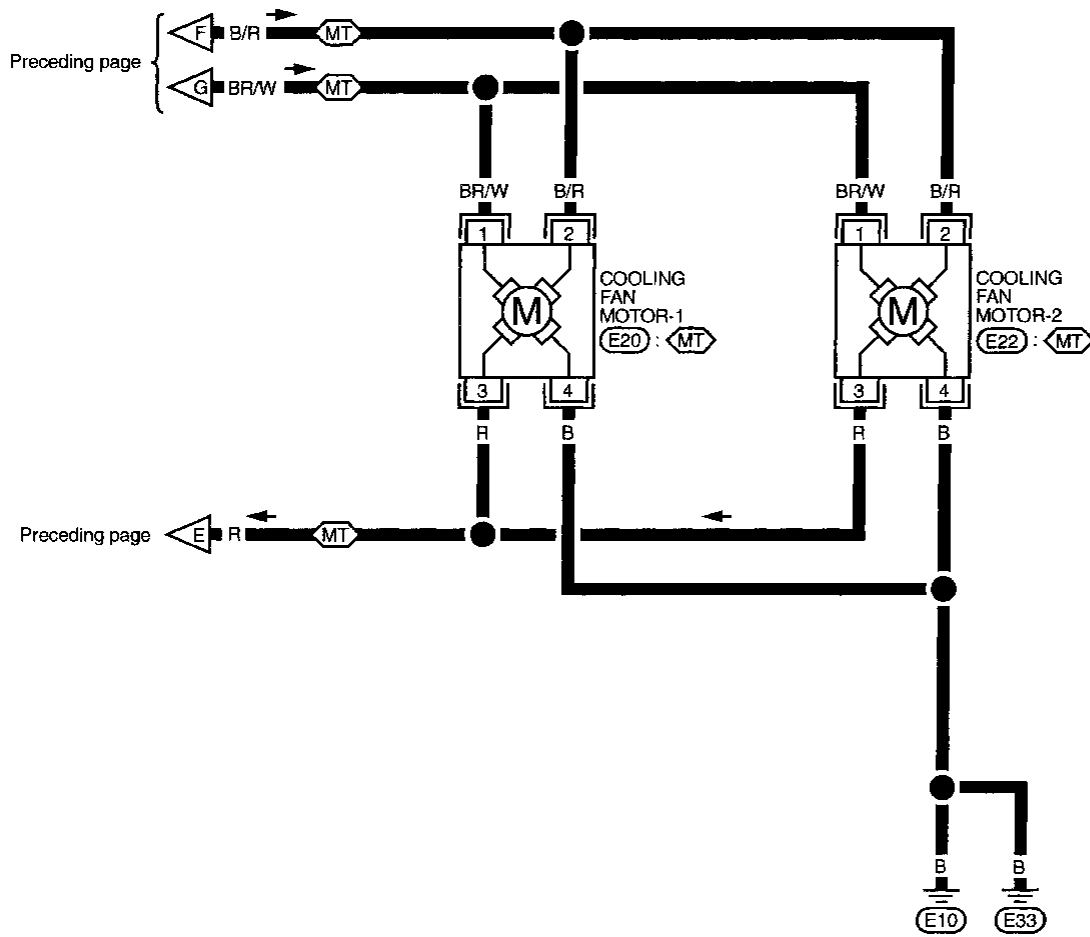 Preceding page
F B/R MT
G BR/W MT
BR/W B/R BR/W B/R
1 2 1 2
M M
COOLING
FAN
MOTOR-1
E20 : MT
COOLING
FAN
MOTOR-2
E22 : MT
3 4 3 4
R B R B
Preceding page E R MT
B B
E10 E33